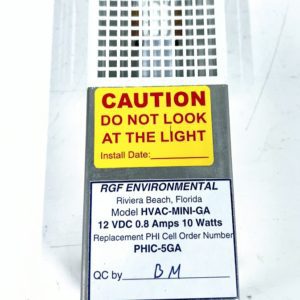 CAUTION
DO NOT LOOK
AT THE LIGHT
Install Date:
RGF ENVIRONMENTAL
Riviera Beach, Florida
Model HVAC-MINI-GA
12 VDC 0.8 Amps 10 Watts
Replacement PHI Cell Order Number
PHIC-5GA
QC by BM